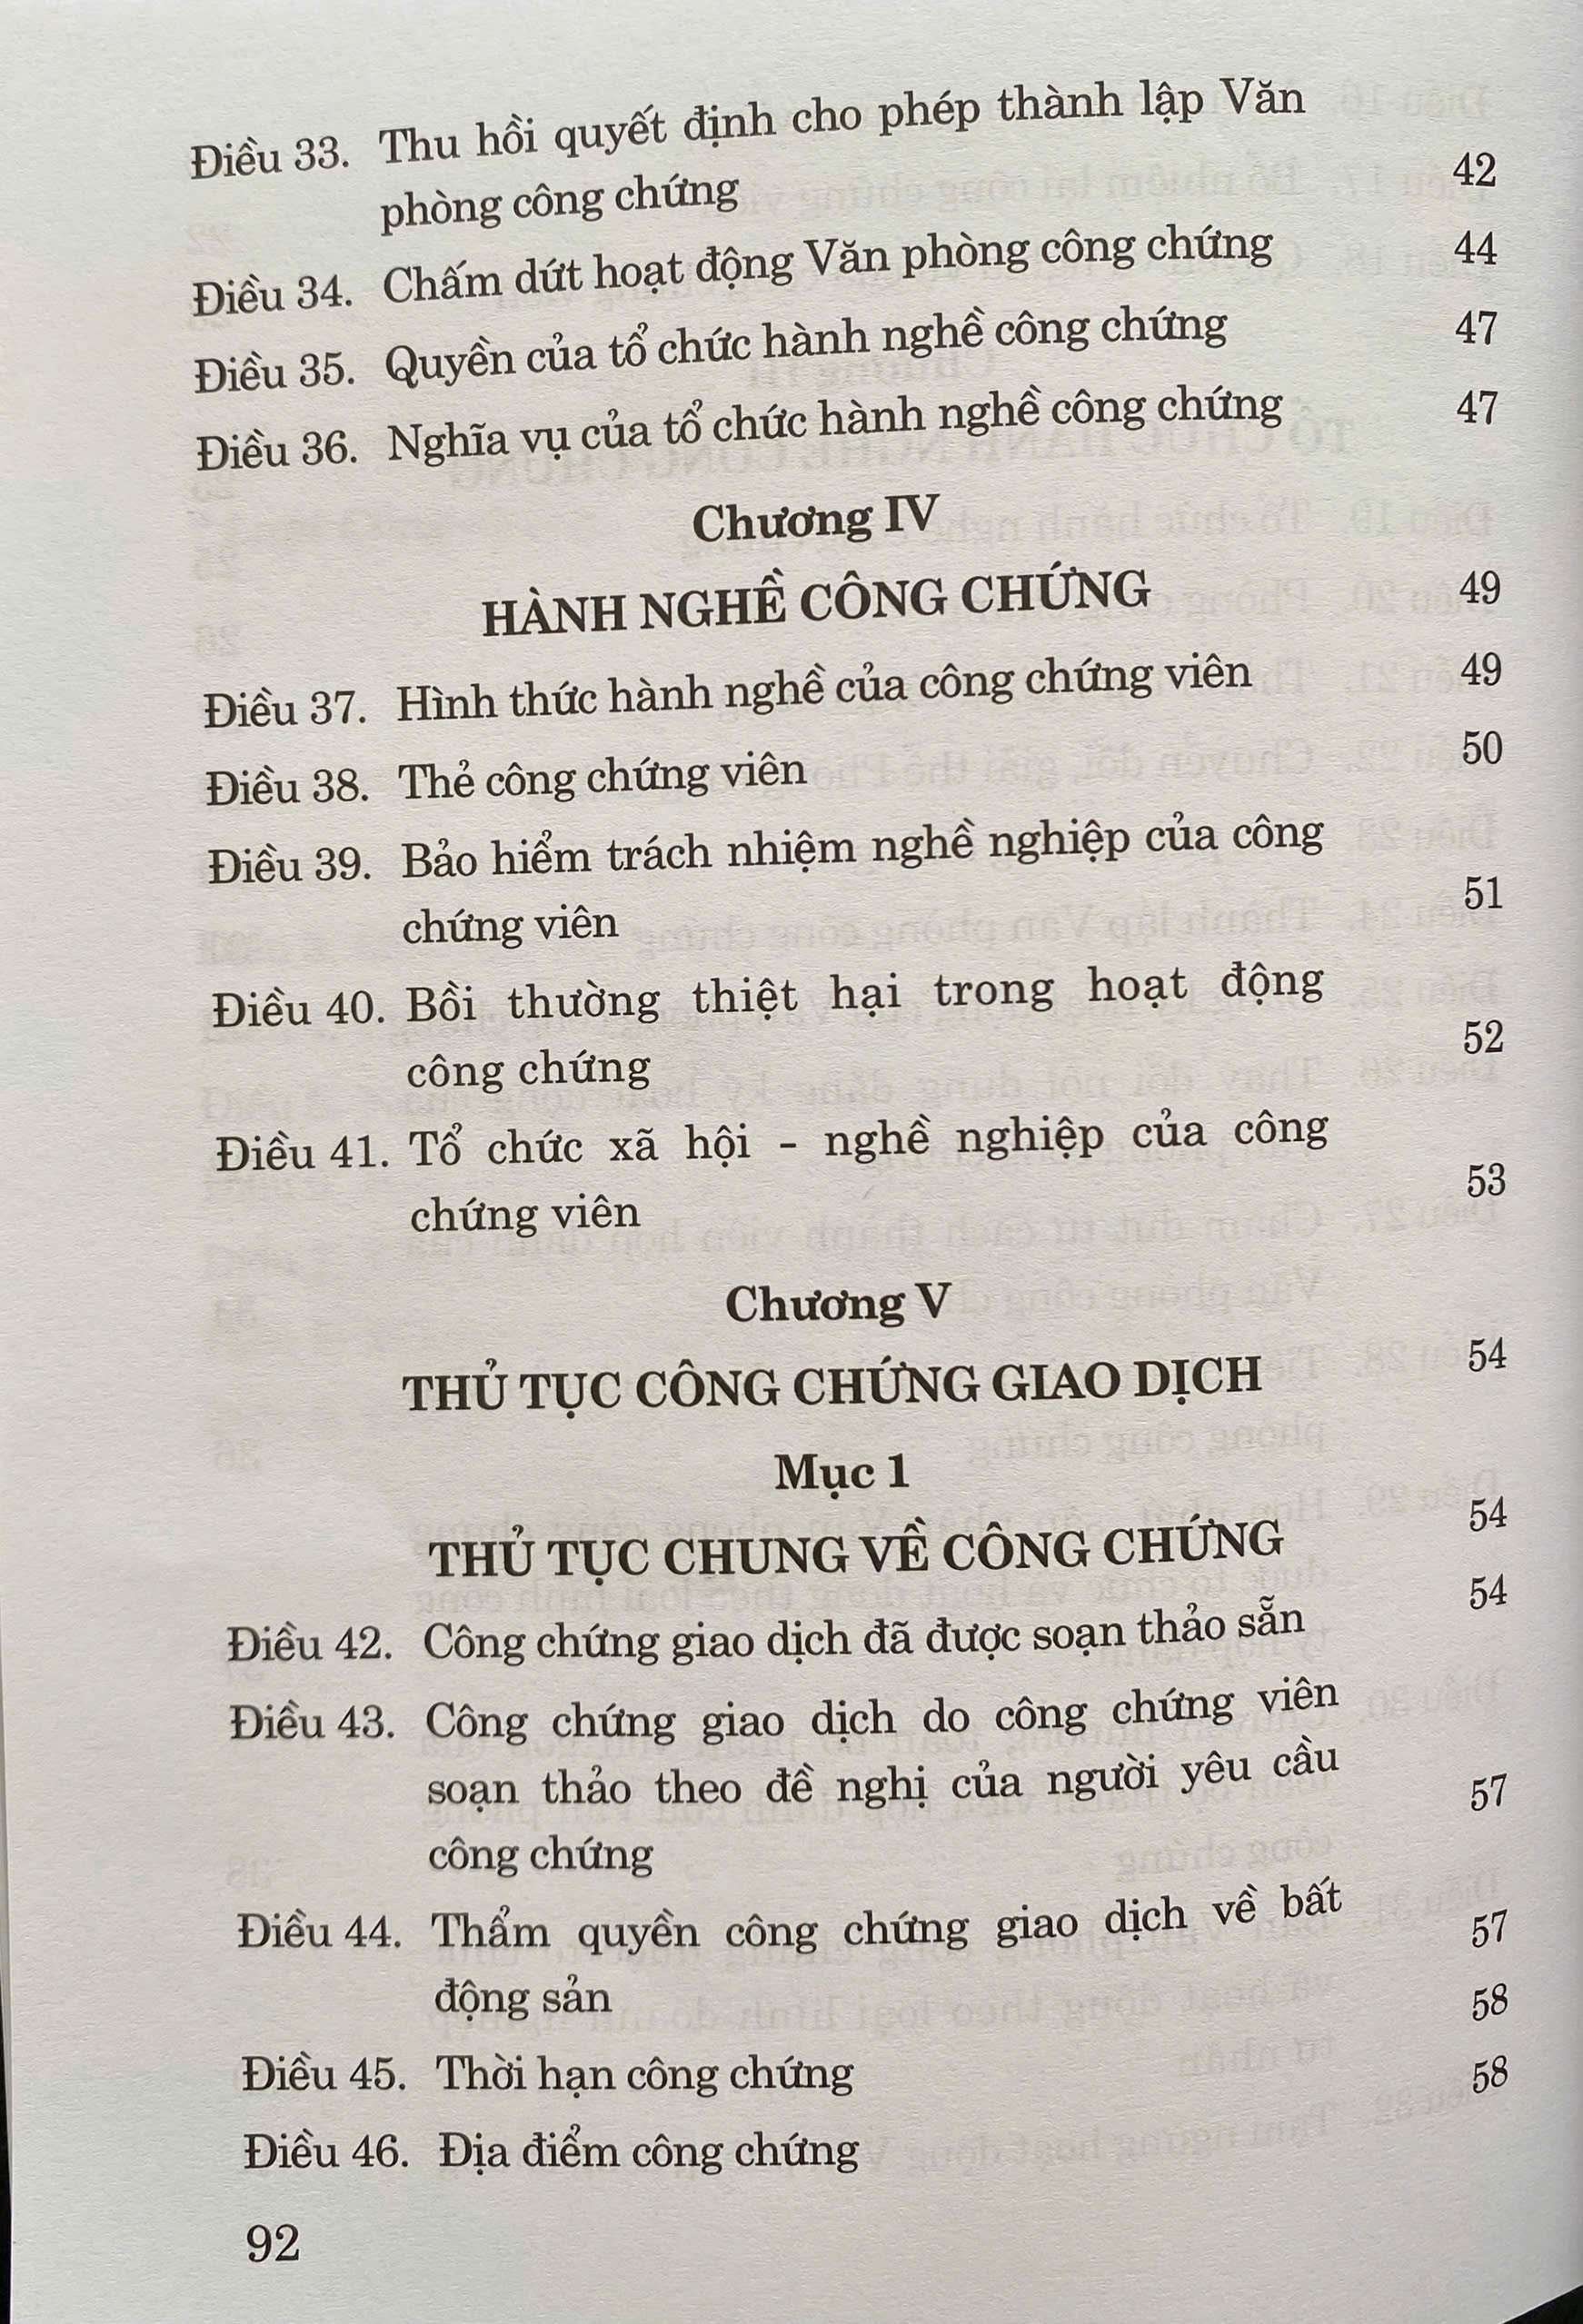 Điều 33. Thu hồi quyết định cho phép thành lập Văn
phòng công chứng 42
Điều 34. Chấm dứt hoạt động Văn phòng công chứng 44
Điều 35. Quyền của tổ chức hành nghề công chứng 47
Điều 36. Nghĩa vụ của tổ chức hành nghề công chứng 47
Chương IV
HÀNH NGHỀ CÔNG CHỨNG 49
Điều 37. Hình thức hành nghề của công chứng viên 49
Điều 38. Thẻ công chứng viên 50
Điều 39. Bảo hiểm trách nhiệm nghề nghiệp của công
chứng viên 51
Điều 40. Bồi thường thiệt hại trong hoạt động
công chứng 52
Điều 41. Tổ chức xã hội - nghề nghiệp của công
chứng viên 53
Chương V
THỦ TỤC CÔNG CHỨNG GIAO DỊCH 54
Mục 1
THỦ TỤC CHUNG VỀ CÔNG CHỨNG 54
Điều 42. Công chứng giao dịch đã được soạn thảo sẵn 54
Điều 43. Công chứng giao dịch do công chứng viên
soạn thảo theo đề nghị của người yêu cầu
công chứng 57
Điều 44. Thẩm quyền công chứng giao dịch về bất
động sản 57
Điều 45. Thời hạn công chứng 58
Điều 46. Địa điểm công chứng 58
92